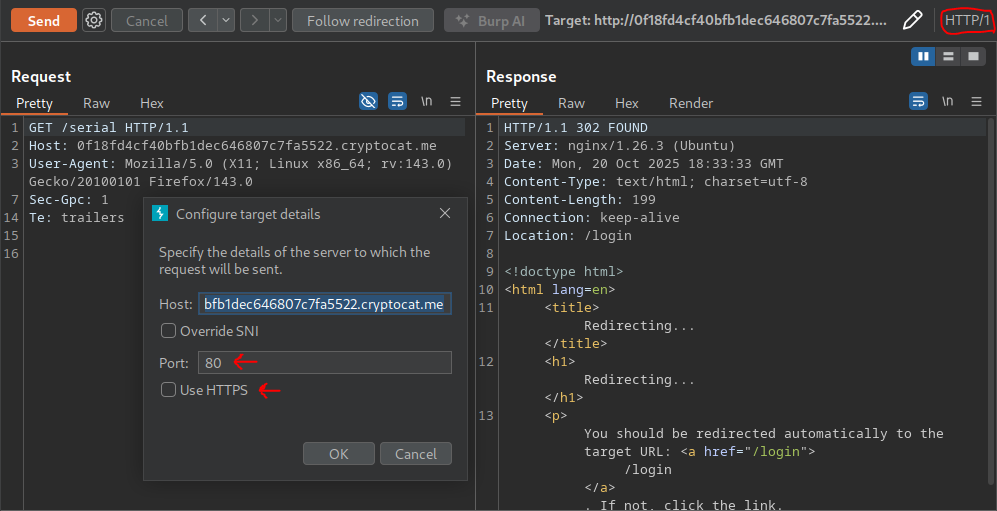 Send
Cancel
<
>
Follow redirection
Burp AI
Target: http://0f18fd4cf40bfb1dec646807c7fa5522....
HTTP/1
Request
Pretty
Raw
Hex
\n
1 GET /serial HTTP/1.1
2 Host: 0f18fd4cf40bfb1dec646807c7fa5522.cryptocat.me
3 User-Agent: Mozilla/5.0 (X11; Linux x86_64; rv:143.0)
Gecko/20100101 Firefox/143.0
7 Sec-Gpc: 1
14 Te: trailers
15
16
Configure target details
Specify the details of the server to which the
request will be sent.
Host: bfb1dec646807c7fa5522.cryptocat.me
Override SNI
Port: 80
Use HTTPS
OK
Cancel
Response
Pretty
Raw
Hex
Render
\n
1 HTTP/1.1 302 FOUND
2 Server: nginx/1.26.3 (Ubuntu)
3 Date: Mon, 20 Oct 2025 18:33:33 GMT
4 Content-Type: text/html; charset=utf-8
5 Content-Length: 199
6 Connection: keep-alive
7 Location: /login
8
9 <!doctype html>
10 <html lang=en>
11 <title>
Redirecting...
</title>
12 <h1>
Redirecting...
</h1>
13 <p>
You should be redirected automatically to the
target URL: <a href="/login">
/login
</a>
. If not, click the link.